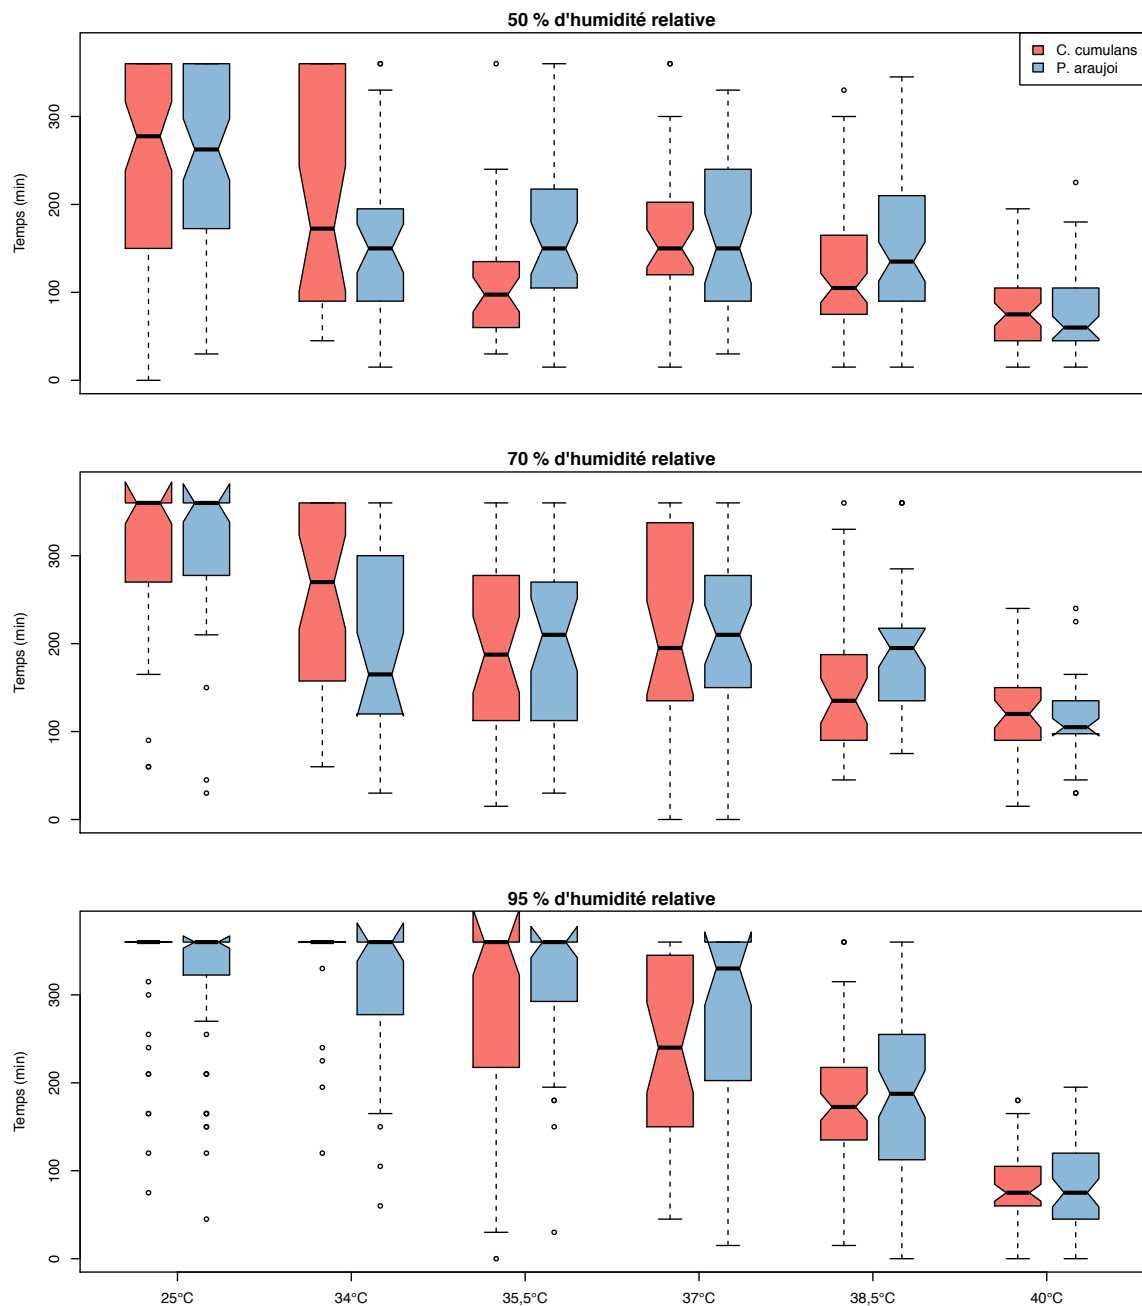 50 % d'humidité relative
C. cumulans
P. araujoi
Temps (min)
300
200
100
0
70 % d'humidité relative
Temps (min)
300
200
100
0
95 % d'humidité relative
Temps (min)
300
200
100
0
25°C 34°C 35,5°C 37°C 38,5°C 40°C